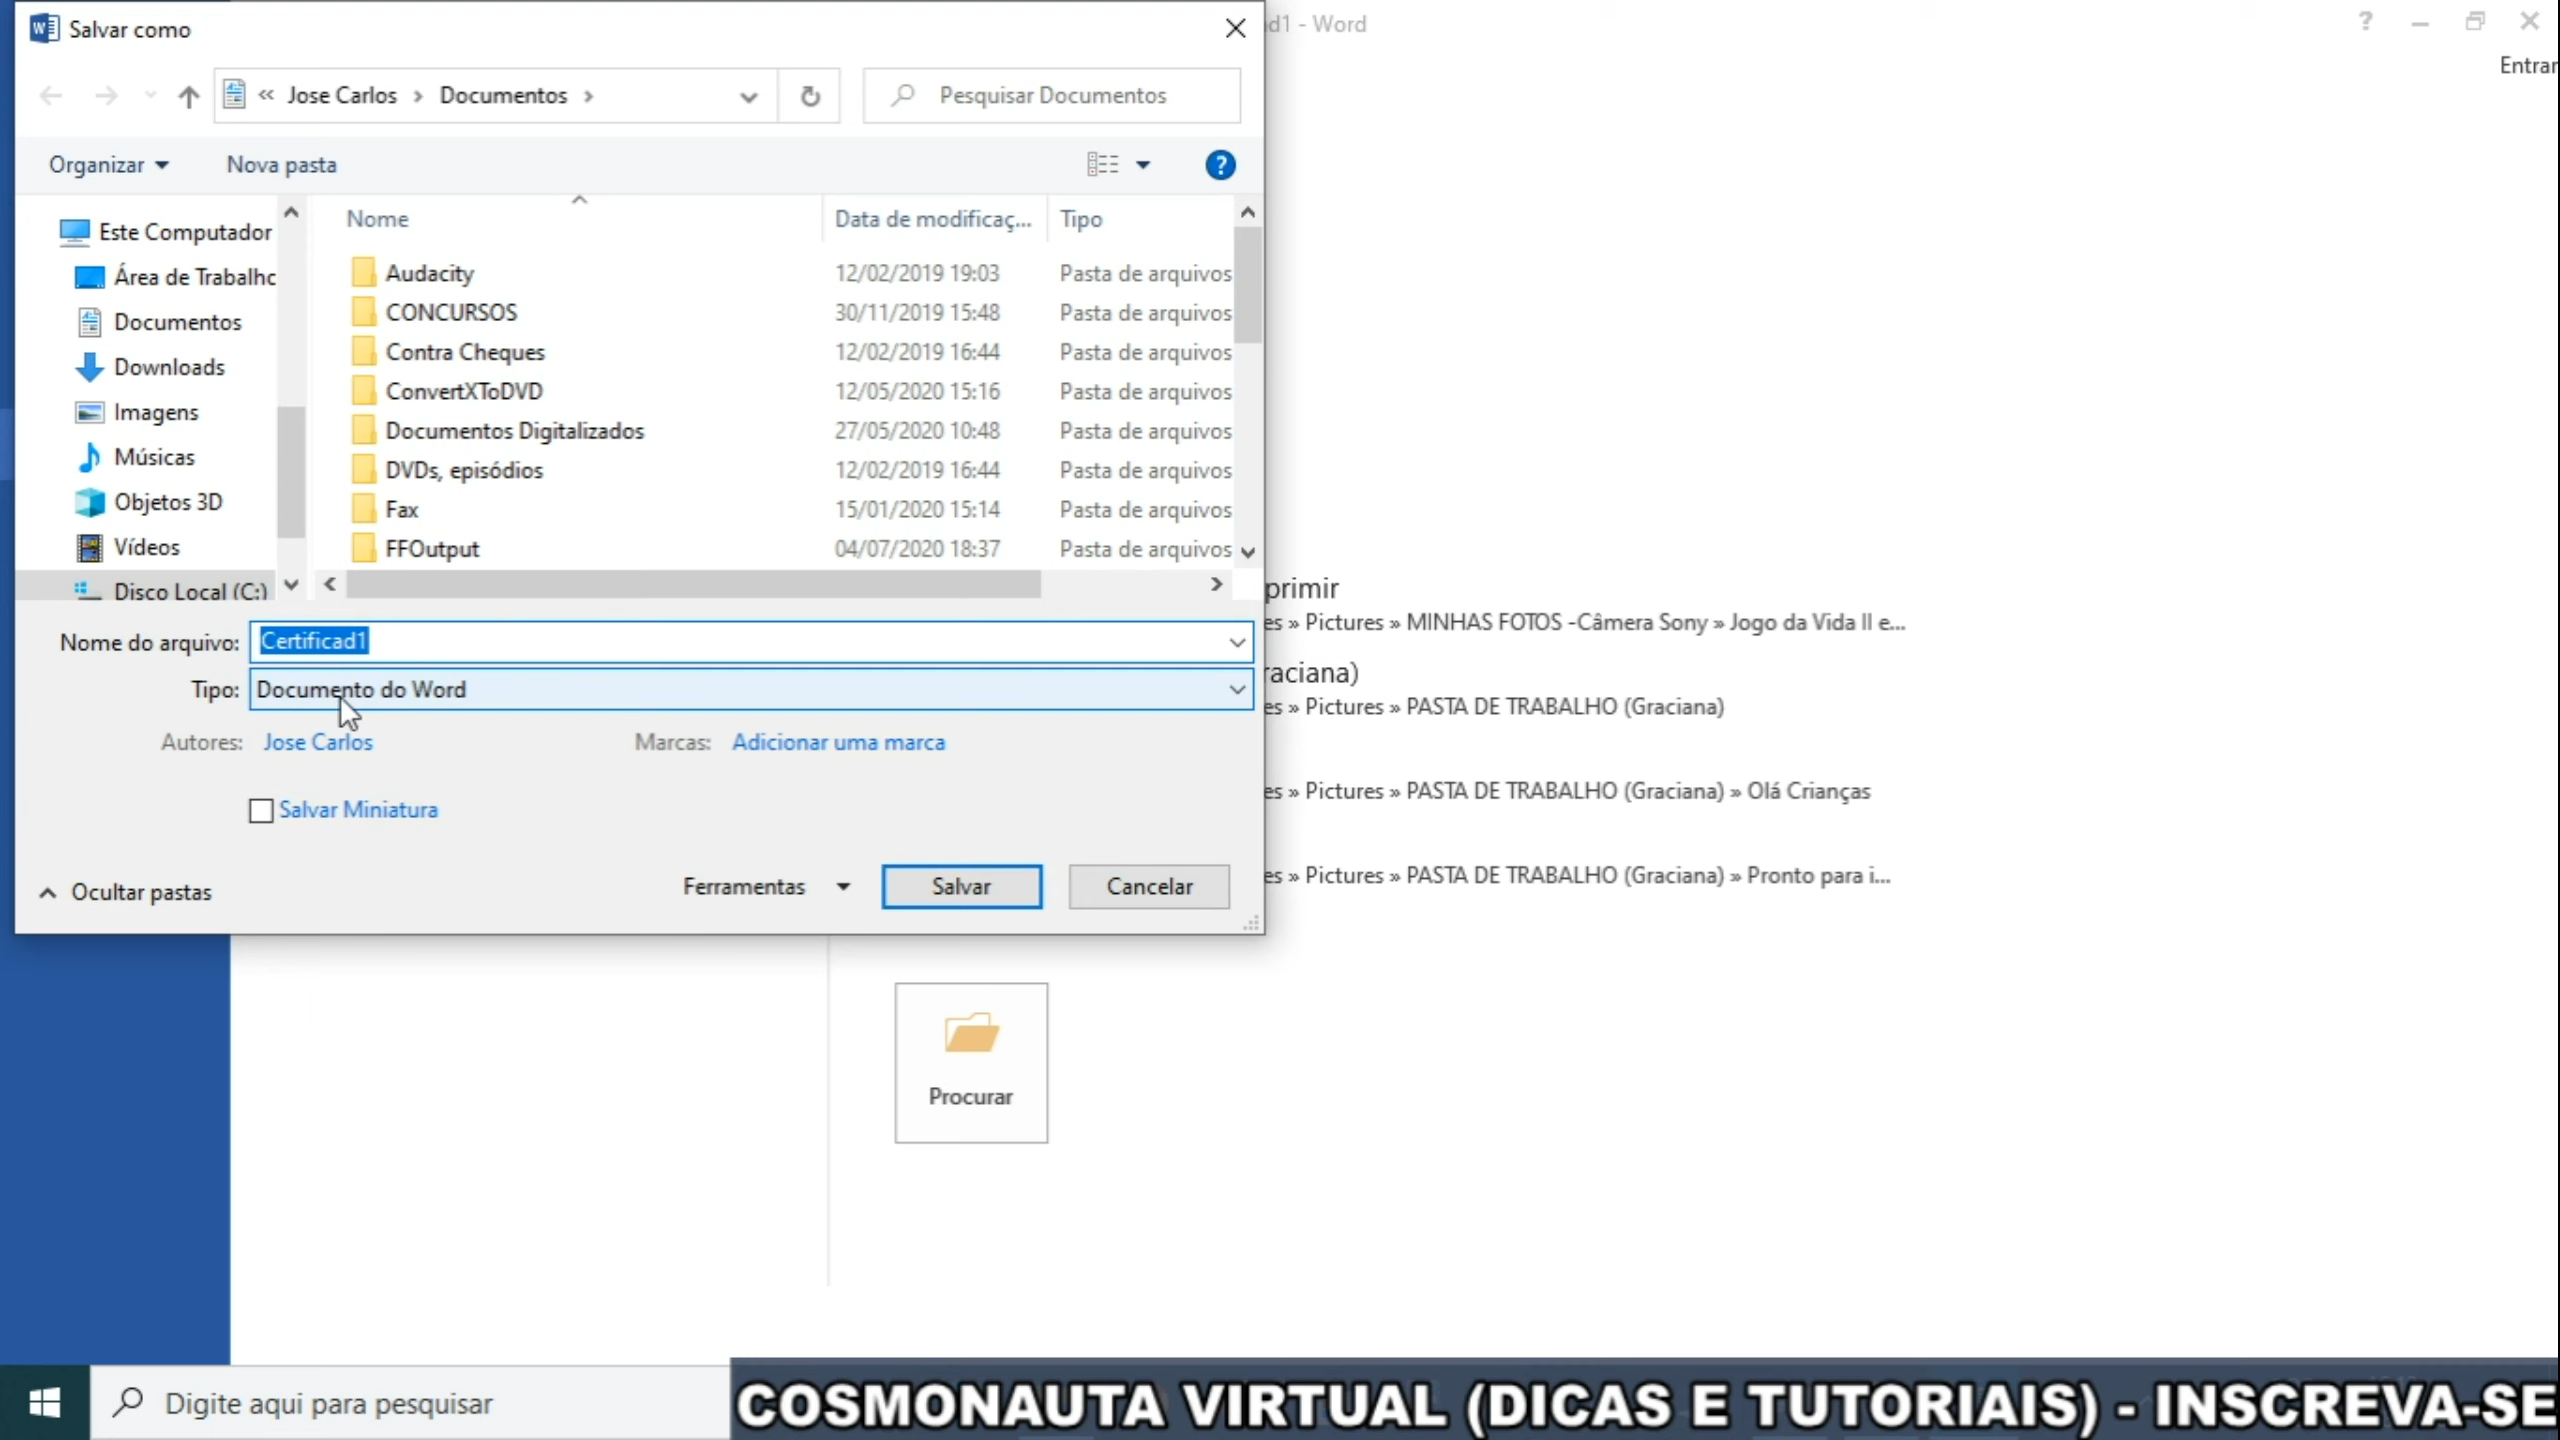 Salvar como
d1 - Word
?
Entrar
« Jose Carlos › Documentos ›
Pesquisar Documentos
Organizar
Nova pasta
?
Este Computador
Área de Trabalho
Documentos
Downloads
Imagens
Músicas
Objetos 3D
Vídeos
Disco Local (C:)
Nome Data de modificaç... Tipo
Audacity 12/02/2019 19:03 Pasta de arquivos
CONCURSOS 30/11/2019 15:48 Pasta de arquivos
Contra Cheques 12/02/2019 16:44 Pasta de arquivos
ConvertXToDVD 12/05/2020 15:16 Pasta de arquivos
Documentos Digitalizados 27/05/2020 10:48 Pasta de arquivos
DVDs, episódios 12/02/2019 16:44 Pasta de arquivos
Fax 15/01/2020 15:14 Pasta de arquivos
FFOutput 04/07/2020 18:37 Pasta de arquivos
Nome do arquivo: Certificad1
Tipo: Documento do Word
Autores: Jose Carlos
Marcas: Adicionar uma marca
Salvar Miniatura
Ocultar pastas
Ferramentas
Salvar
Cancelar
primir
es » Pictures » MINHAS FOTOS -Câmera Sony » Jogo da Vida II e...
raciana)
es » Pictures » PASTA DE TRABALHO (Graciana)
es » Pictures » PASTA DE TRABALHO (Graciana) » Olá Crianças
es » Pictures » PASTA DE TRABALHO (Graciana) » Pronto para i...
Procurar
Digite aqui para pesquisar
COSMONAUTA VIRTUAL (DICAS E TUTORIAIS) - INSCREVA-SE